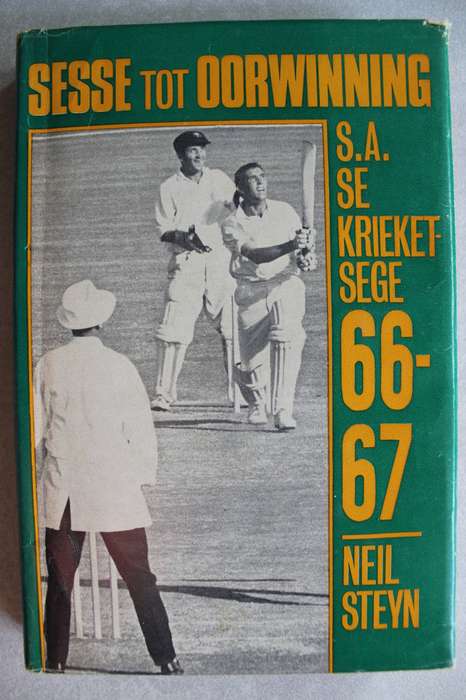 SESSE TOT OORWINNING
S.A.
SE
KRIEKET-
SEGE
66-
67
NEIL
STEYN